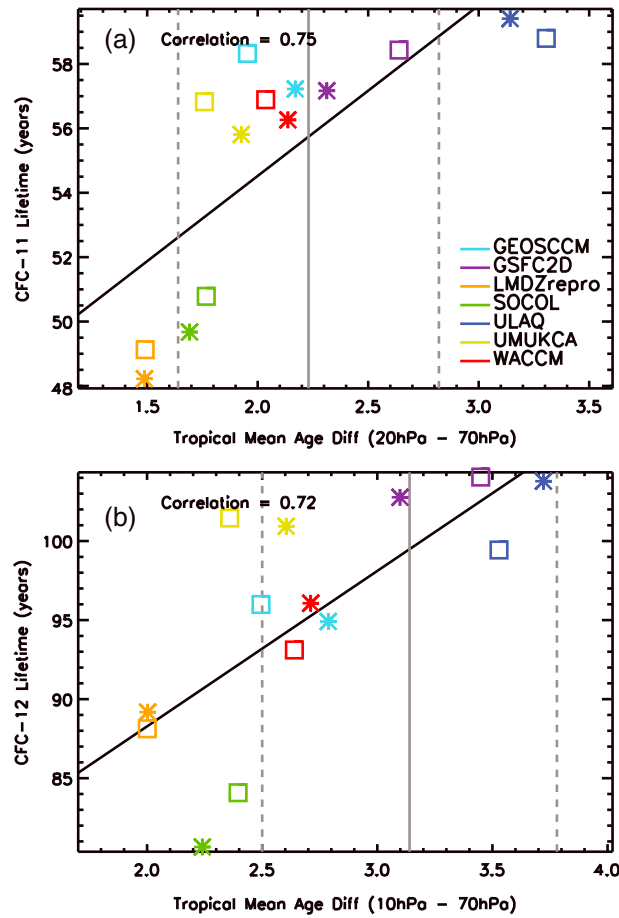 (a)
Correlation = 0.75
CFC-11 Lifetime (years)
58
56
54
52
50
48
GEOSCCM
GSFC2D
LMDZrepro
SOCOL
ULAQ
UMUKCA
WACCM
1.5 2.0 2.5 3.0 3.5
Tropical Mean Age Diff (20hPa - 70hPa)
(b)
Correlation = 0.72
CFC-12 Lifetime (years)
100
95
90
85
2.0 2.5 3.0 3.5 4.0
Tropical Mean Age Diff (10hPa - 70hPa)